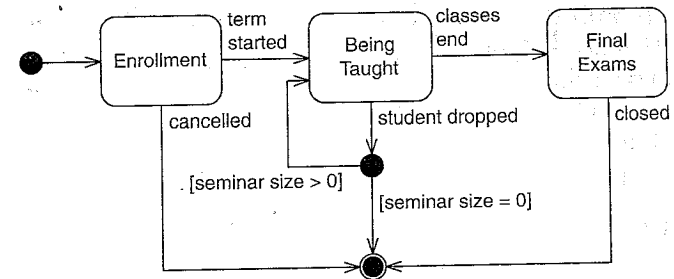 term
started
classes
end
Enrollment
Being
Taught
Final
Exams
cancelled
student dropped
closed
[seminar size > 0]
[seminar size = 0]